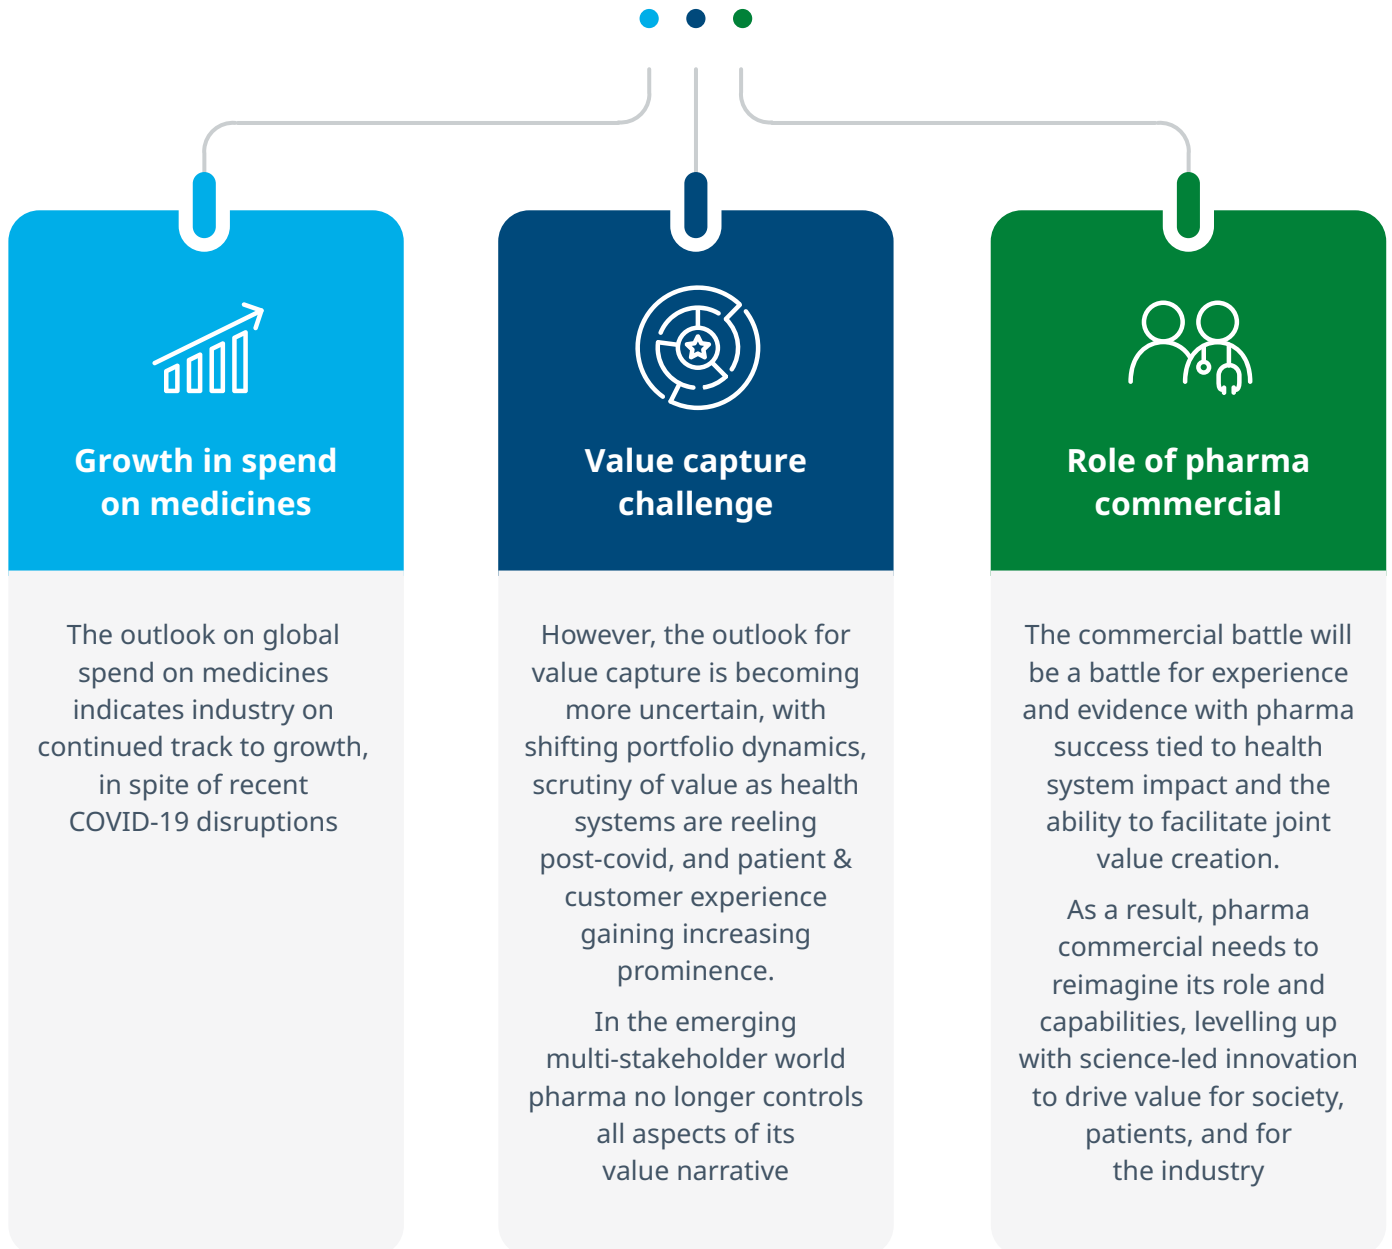 Growth in spend
on medicines
The outlook on global
spend on medicines
indicates industry on
continued track to growth,
in spite of recent
COVID-19 disruptions
Value capture
challenge
However, the outlook for
value capture is becoming
more uncertain, with
shifting portfolio dynamics,
scrutiny of value as health
systems are reeling
post-covid, and patient &
customer experience
gaining increasing
prominence.
In the emerging
multi-stakeholder world
pharma no longer controls
all aspects of its
value narrative
Role of pharma
commercial
The commercial battle will
be a battle for experience
and evidence with pharma
success tied to health
system impact and the
ability to facilitate joint
value creation.
As a result, pharma
commercial needs to
reimagine its role and
capabilities, levelling up
with science-led innovation
to drive value for society,
patients, and for
the industry